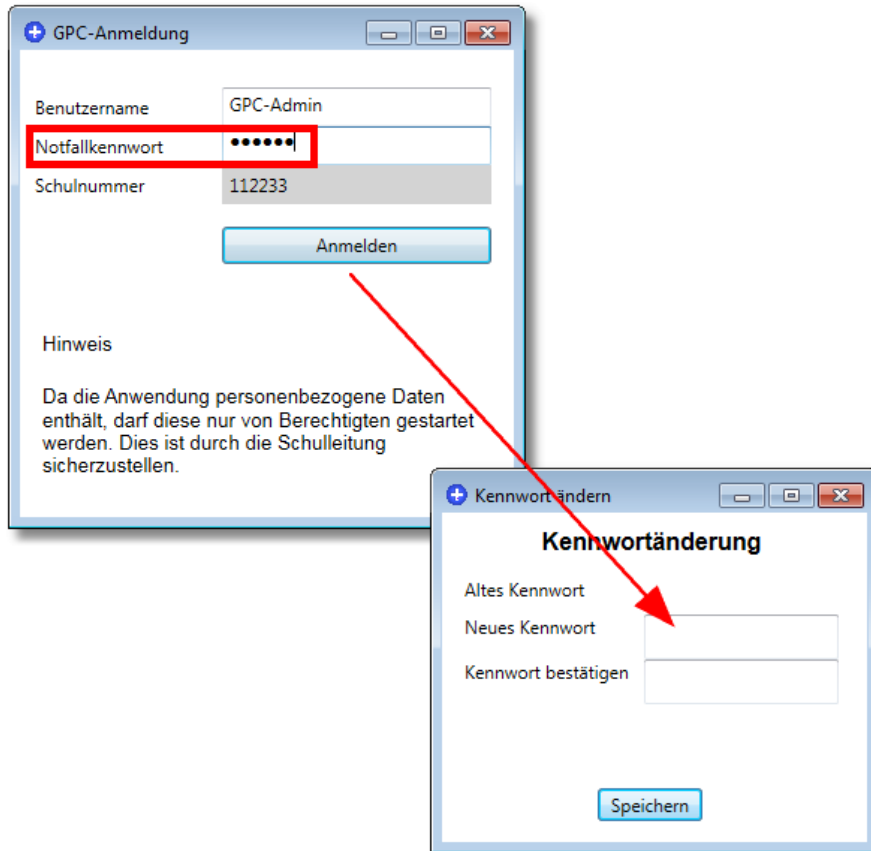 GPC-Anmeldung
Benutzername GPC-Admin
Notfallkennwort ●●●●●●
Schulnummer 112233
Anmelden
Hinweis
Da die Anwendung personenbezogene Daten
enthält, darf diese nur von Berechtigten gestartet
werden. Dies ist durch die Schulleitung
sicherzustellen.
Kennwort ändern
Kennwortänderung
Altes Kennwort
Neues Kennwort
Kennwort bestätigen
Speichern